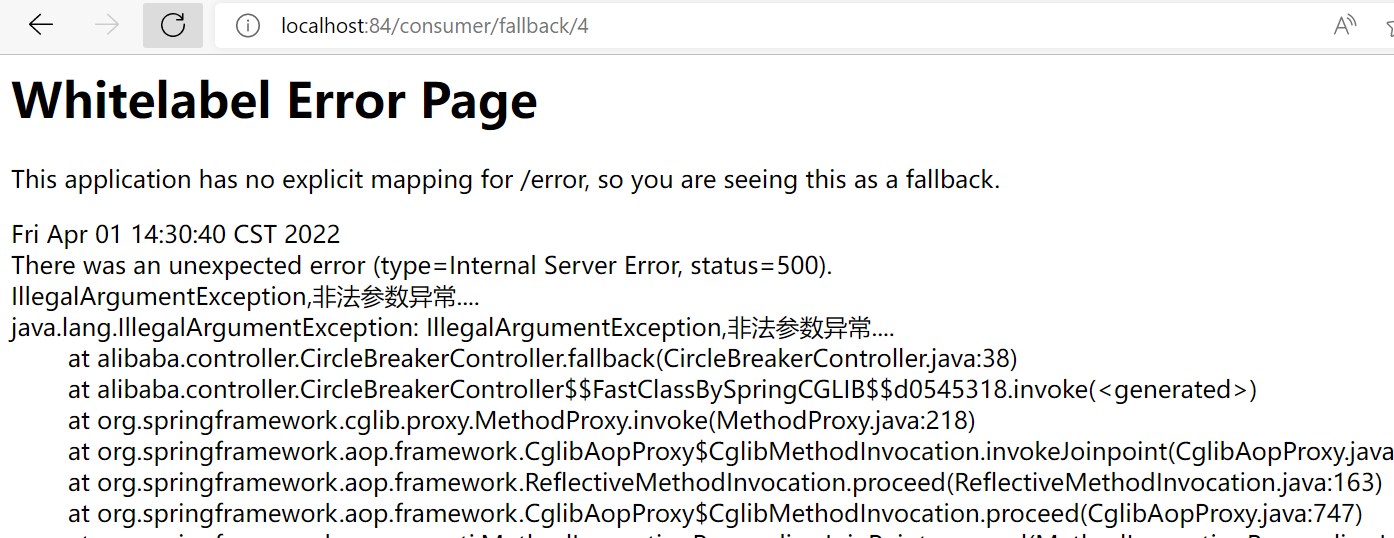 localhost:84/consumer/fallback/4
Whitelabel Error Page
This application has no explicit mapping for /error, so you are seeing this as a fallback.
Fri Apr 01 14:30:40 CST 2022
There was an unexpected error (type=Internal Server Error, status=500).
IllegalArgumentException,非法参数异常....
java.lang.IllegalArgumentException: IllegalArgumentException,非法参数异常....
at alibaba.controller.CircleBreakerController.fallback(CircleBreakerController.java:38)
at alibaba.controller.CircleBreakerController$$FastClassBySpringCGLIB$$d0545318.invoke(<generated>)
at org.springframework.cglib.proxy.MethodProxy.invoke(MethodProxy.java:218)
at org.springframework.aop.framework.CglibAopProxy$CglibMethodInvocation.invokeJoinpoint(CglibAopProxy.java
at org.springframework.aop.framework.ReflectiveMethodInvocation.proceed(ReflectiveMethodInvocation.java:163)
at org.springframework.aop.framework.CglibAopProxy$CglibMethodInvocation.proceed(CglibAopProxy.java:747)